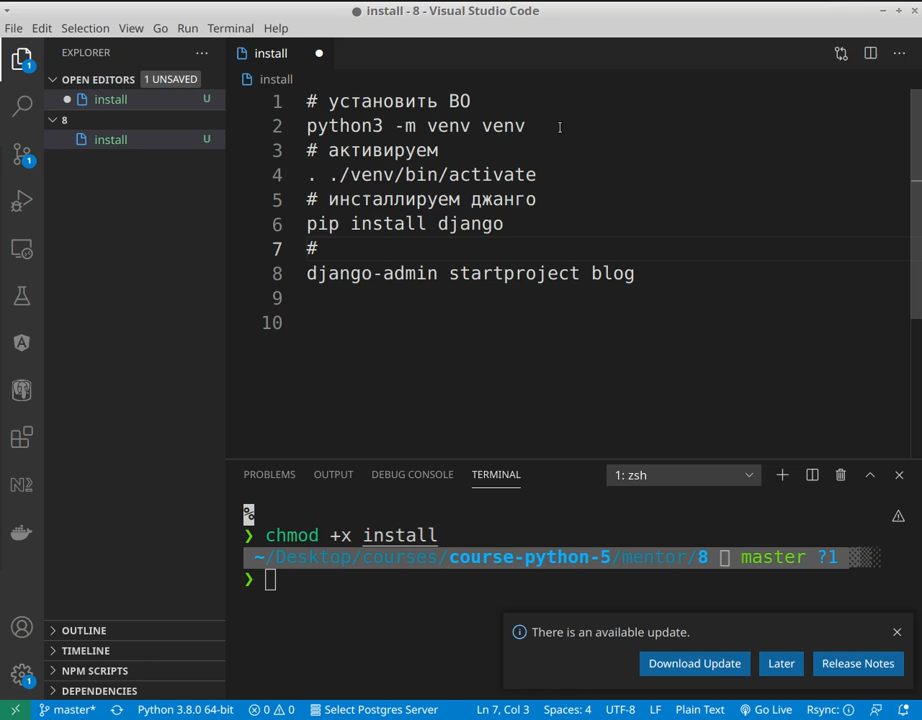 install - 8 - Visual Studio Code
File Edit Selection View Go Run Terminal Help
EXPLORER
OPEN EDITORS 1 UNSAVED
install U
8
install U
OUTLINE
TIMELINE
NPM SCRIPTS
DEPENDENCIES
1
1
1
N2
install
install
1 # установить ВО
2 python3 -m venv venv
3 # активируем
4 . ./venv/bin/activate
5 # инсталлируем джанго
6 pip install django
7 #
8 django-admin startproject blog
9
10
PROBLEMS OUTPUT DEBUG CONSOLE TERMINAL 1: zsh
%
❯ chmod +x install
~/Desktop/courses/course-python-5/mentor/8 master ?1
❯
There is an available update.
Download Update Later Release Notes
master* Python 3.8.0 64-bit 0 0 Select Postgres Server Ln 7, Col 3 Spaces: 4 UTF-8 LF Plain Text Go Live Rsync: